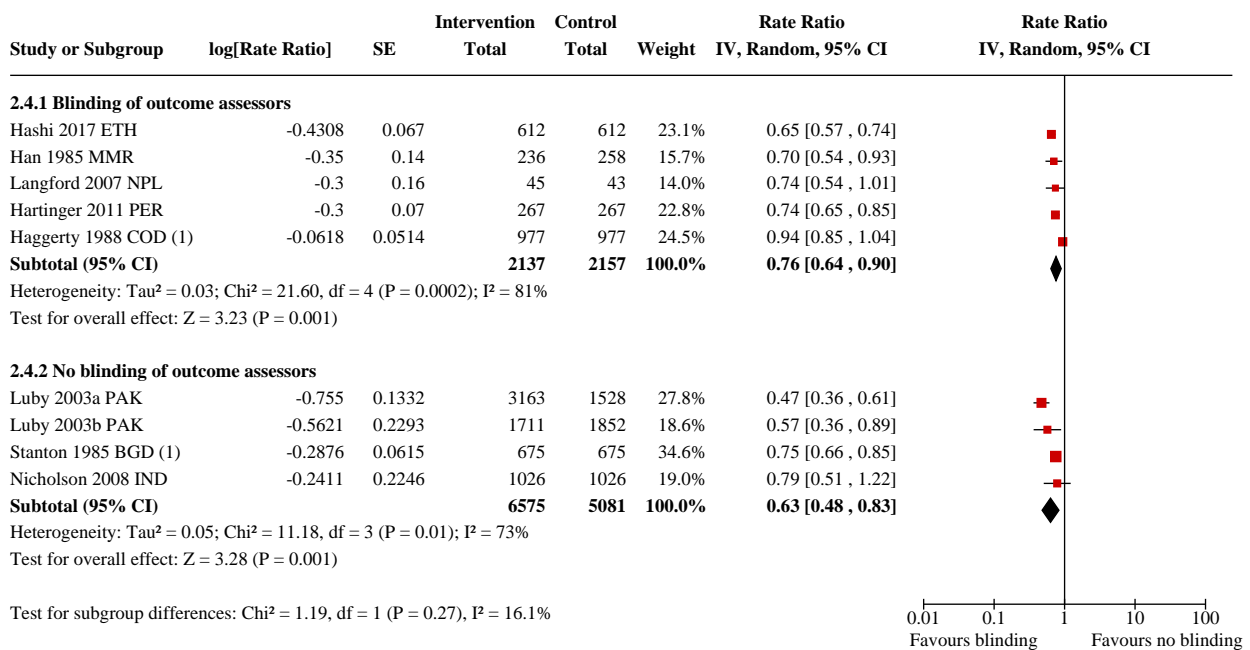 Intervention Control Rate Ratio Rate Ratio
Study or Subgroup log[Rate Ratio] SE Total Total Weight IV, Random, 95% CI IV, Random, 95% CI
2.4.1 Blinding of outcome assessors
Hashi 2017 ETH -0.4308 0.067 612 612 23.1% 0.65 [0.57 , 0.74]
Han 1985 MMR -0.35 0.14 236 258 15.7% 0.70 [0.54 , 0.93]
Langford 2007 NPL -0.3 0.16 45 43 14.0% 0.74 [0.54 , 1.01]
Hartinger 2011 PER -0.3 0.07 267 267 22.8% 0.74 [0.65 , 0.85]
Haggerty 1988 COD (1) -0.0618 0.0514 977 977 24.5% 0.94 [0.85 , 1.04]
Subtotal (95% CI) 2137 2157 100.0% 0.76 [0.64 , 0.90]
Heterogeneity: Tau² = 0.03; Chi² = 21.60, df = 4 (P = 0.0002); I² = 81%
Test for overall effect: Z = 3.23 (P = 0.001)
2.4.2 No blinding of outcome assessors
Luby 2003a PAK -0.755 0.1332 3163 1528 27.8% 0.47 [0.36 , 0.61]
Luby 2003b PAK -0.5621 0.2293 1711 1852 18.6% 0.57 [0.36 , 0.89]
Stanton 1985 BGD (1) -0.2876 0.0615 675 675 34.6% 0.75 [0.66 , 0.85]
Nicholson 2008 IND -0.2411 0.2246 1026 1026 19.0% 0.79 [0.51 , 1.22]
Subtotal (95% CI) 6575 5081 100.0% 0.63 [0.48 , 0.83]
Heterogeneity: Tau² = 0.05; Chi² = 11.18, df = 3 (P = 0.01); I² = 73%
Test for overall effect: Z = 3.28 (P = 0.001)
Test for subgroup differences: Chi² = 1.19, df = 1 (P = 0.27), I² = 16.1%
0.01 0.1 1 10 100
Favours blinding Favours no blinding